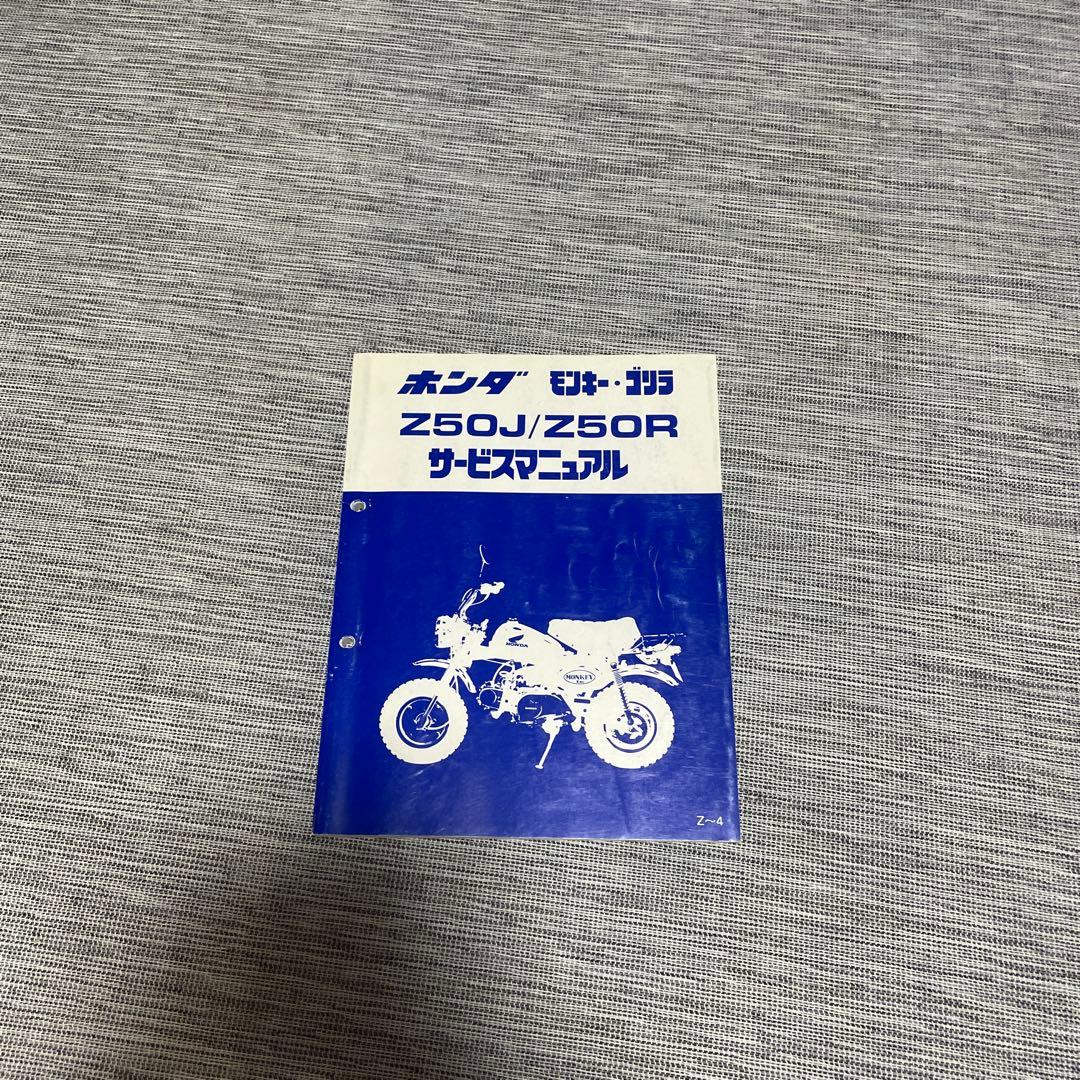 ホンダ モンキー・ゴリラ
Z50J/Z50R
サービスマニュアル
HONDA
MONKEY
Z～4